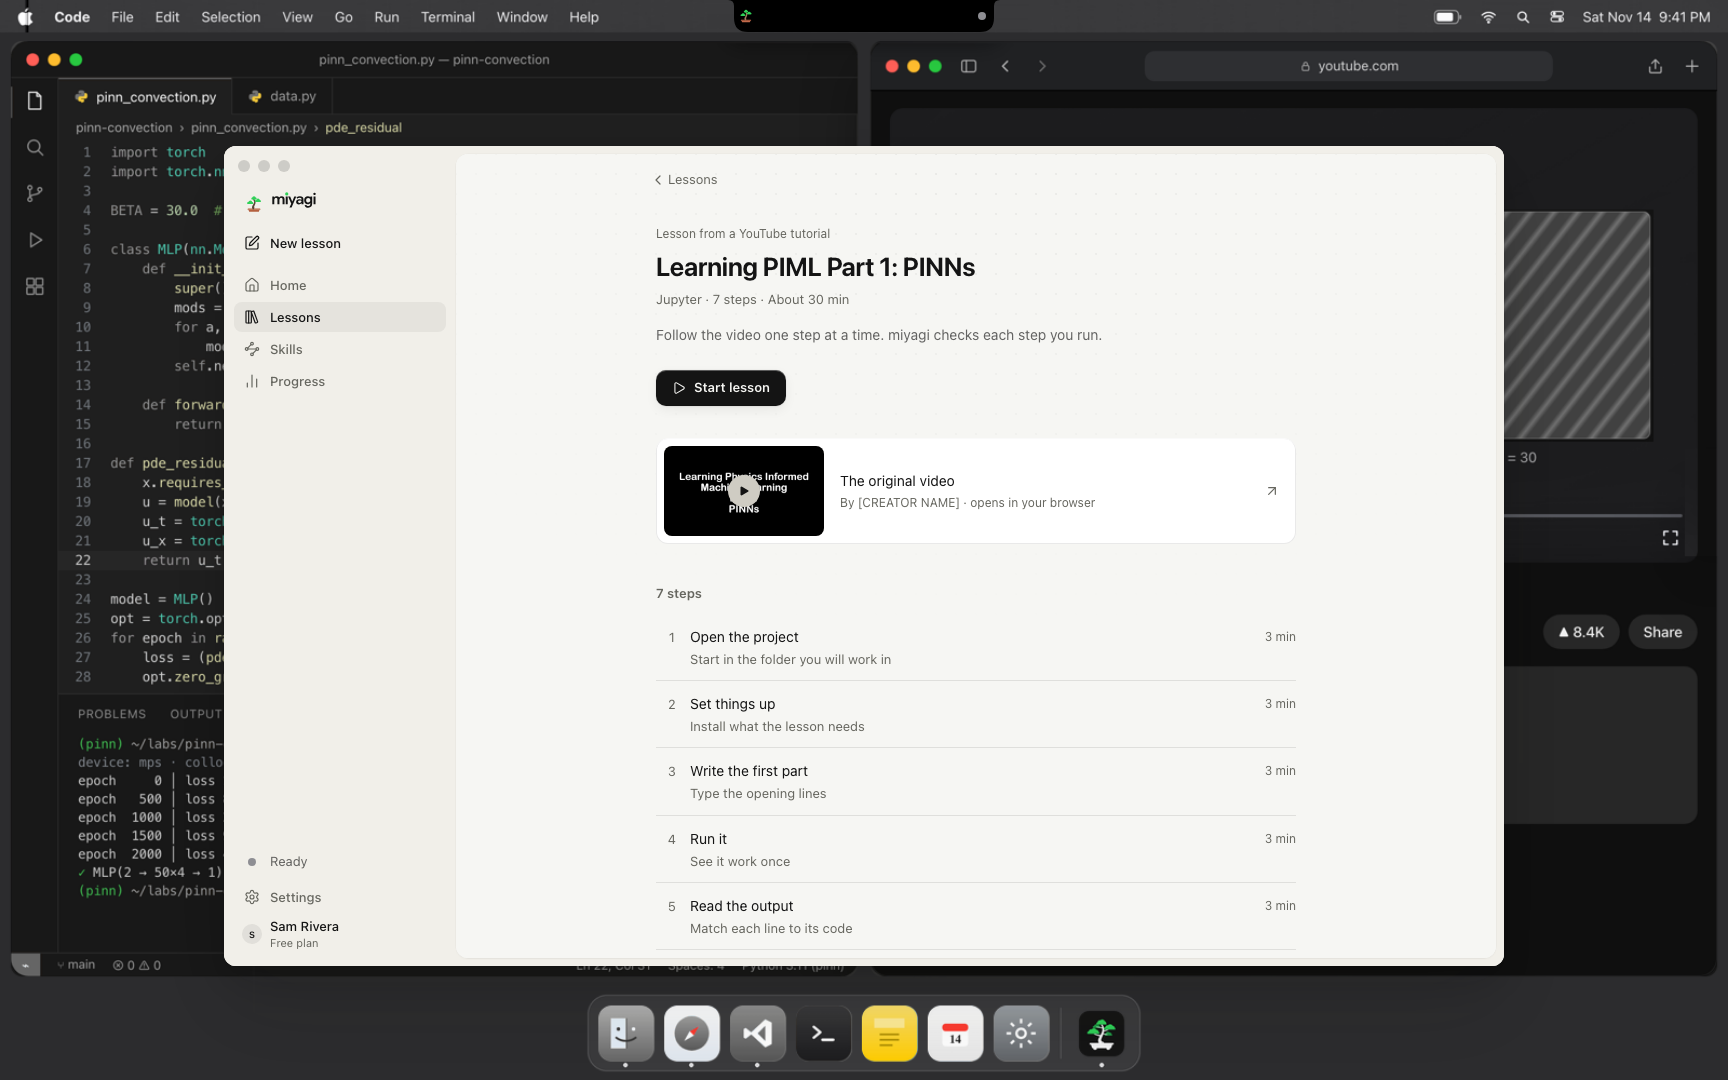 Code File Edit Selection View Go Run Terminal Window Help
Sat Nov 14 9:41 PM
pinn_convection.py — pinn-convection
pinn_convection.py data.py
pinn-convection › pinn_convection.py › pde_residual
1 import torch
2 import torch.n
3
4 BETA = 30.0 #
5
6 class MLP(nn.M
7 def __init_
8 super(
9 mods =
10 for a,
11 mo
12 self.n
13
14 def forwar
15 return
16
17 def pde_residu
18 x.requires_
19 u = model(
20 u_t = torc
21 u_x = torc
22 return u_t
23
24 model = MLP()
25 opt = torch.op
26 for epoch in r
27 loss = (pd
28 opt.zero_g
PROBLEMS OUTPUT
(pinn) ~/labs/pinn-
device: mps · collo
epoch 0 | loss
epoch 500 | loss
epoch 1000 | loss
epoch 1500 | loss
epoch 2000 | loss
✓ MLP(2 → 50×4 → 1)
(pinn) ~/labs/pinn-
main 0 0
youtube.com
= 30
8.4K Share
miyagi
New lesson
Home
Lessons
Skills
Progress
Ready
Settings
S
Sam Rivera
Free plan
Lessons
Lesson from a YouTube tutorial
Learning PIML Part 1: PINNs
Jupyter · 7 steps · About 30 min
Follow the video one step at a time. miyagi checks each step you run.
Start lesson
Learning Physics Informed
Machine Learning
PINNs
The original video
By [CREATOR NAME] · opens in your browser
7 steps
1 Open the project 3 min
Start in the folder you will work in
2 Set things up 3 min
Install what the lesson needs
3 Write the first part 3 min
Type the opening lines
4 Run it 3 min
See it work once
5 Read the output 3 min
Match each line to its code
14